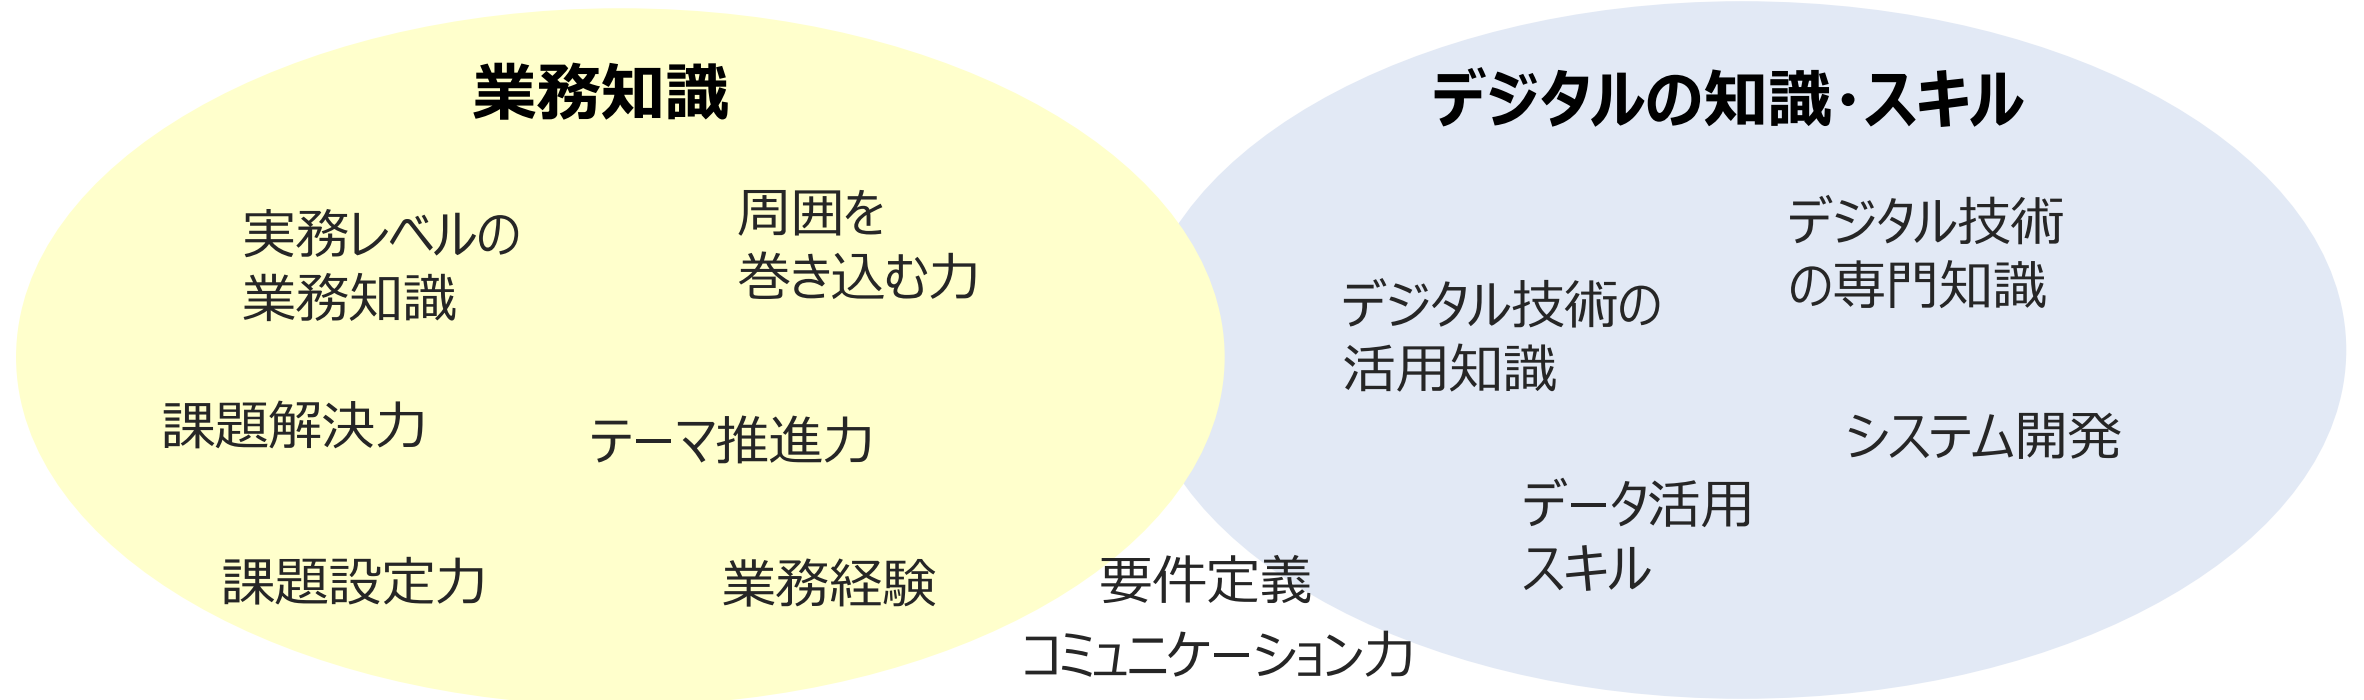 業務知識
実務レベルの
業務知識
周囲を
巻き込む力
課題解決力
テーマ推進力
課題設定力
業務経験
要件定義
コミュニケーション力
デジタルの知識・スキル
デジタル技術の
活用知識
デジタル技術
の専門知識
システム開発
データ活用
スキル